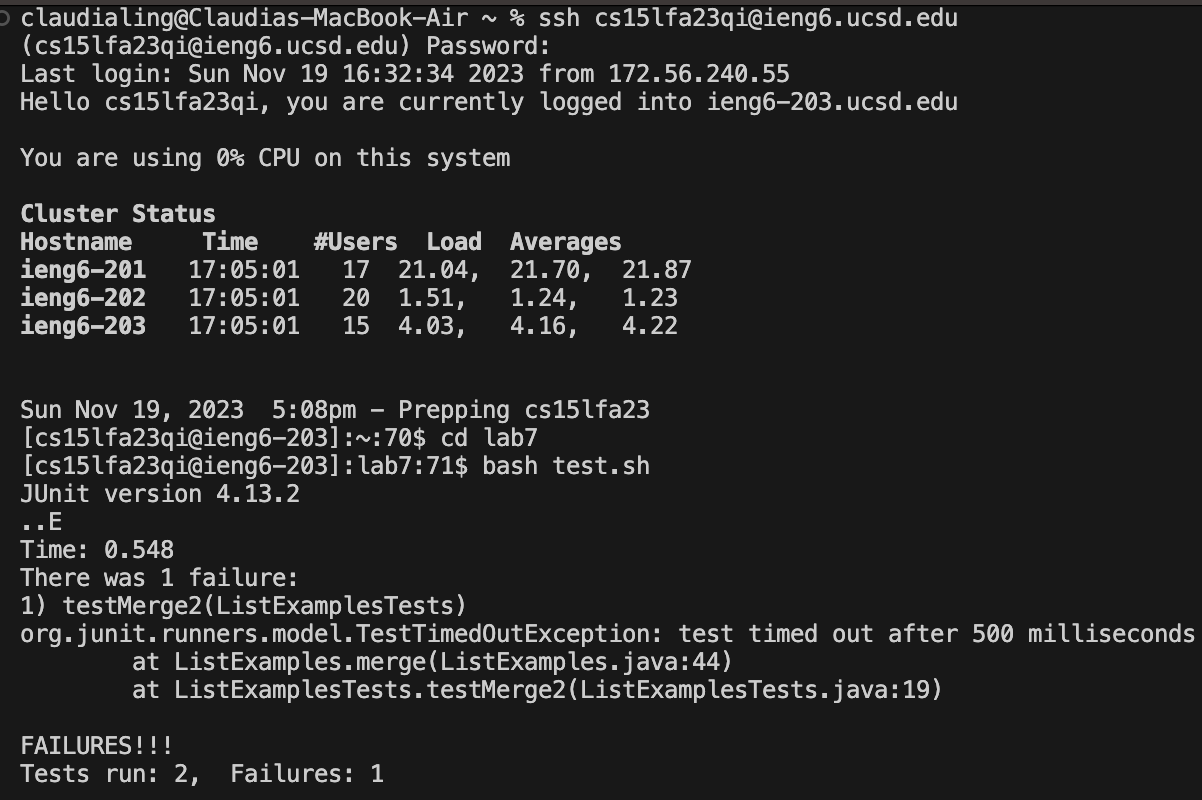 claudialing@Claudias-MacBook-Air ~ % ssh cs15lfa23qi@ieng6.ucsd.edu
(cs15lfa23qi@ieng6.ucsd.edu) Password:
Last login: Sun Nov 19 16:32:34 2023 from 172.56.240.55
Hello cs15lfa23qi, you are currently logged into ieng6-203.ucsd.edu
You are using 0% CPU on this system
Cluster Status
Hostname     Time    #Users  Load  Averages
ieng6-201   17:05:01   17  21.04,  21.70,  21.87
ieng6-202   17:05:01   20  1.51,   1.24,   1.23
ieng6-203   17:05:01   15  4.03,   4.16,   4.22
Sun Nov 19, 2023  5:08pm - Prepping cs15lfa23
[cs15lfa23qi@ieng6-203]:~:70$ cd lab7
[cs15lfa23qi@ieng6-203]:lab7:71$ bash test.sh
JUnit version 4.13.2
..E
Time: 0.548
There was 1 failure:
1) testMerge2(ListExamplesTests)
org.junit.runners.model.TestTimedOutException: test timed out after 500 milliseconds
        at ListExamples.merge(ListExamples.java:44)
        at ListExamplesTests.testMerge2(ListExamplesTests.java:19)
FAILURES!!!
Tests run: 2,  Failures: 1